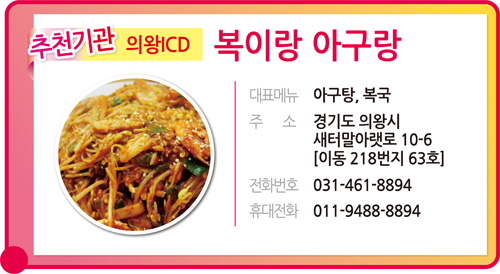 추천기관 의왕ICD 복이랑 아구랑
대표메뉴 아구탕, 복국
주 소 경기도 의왕시
새터말아랫로 10-6
[이동 218번지 63호]
전화번호 031-461-8894
휴대전화 011-9488-8894